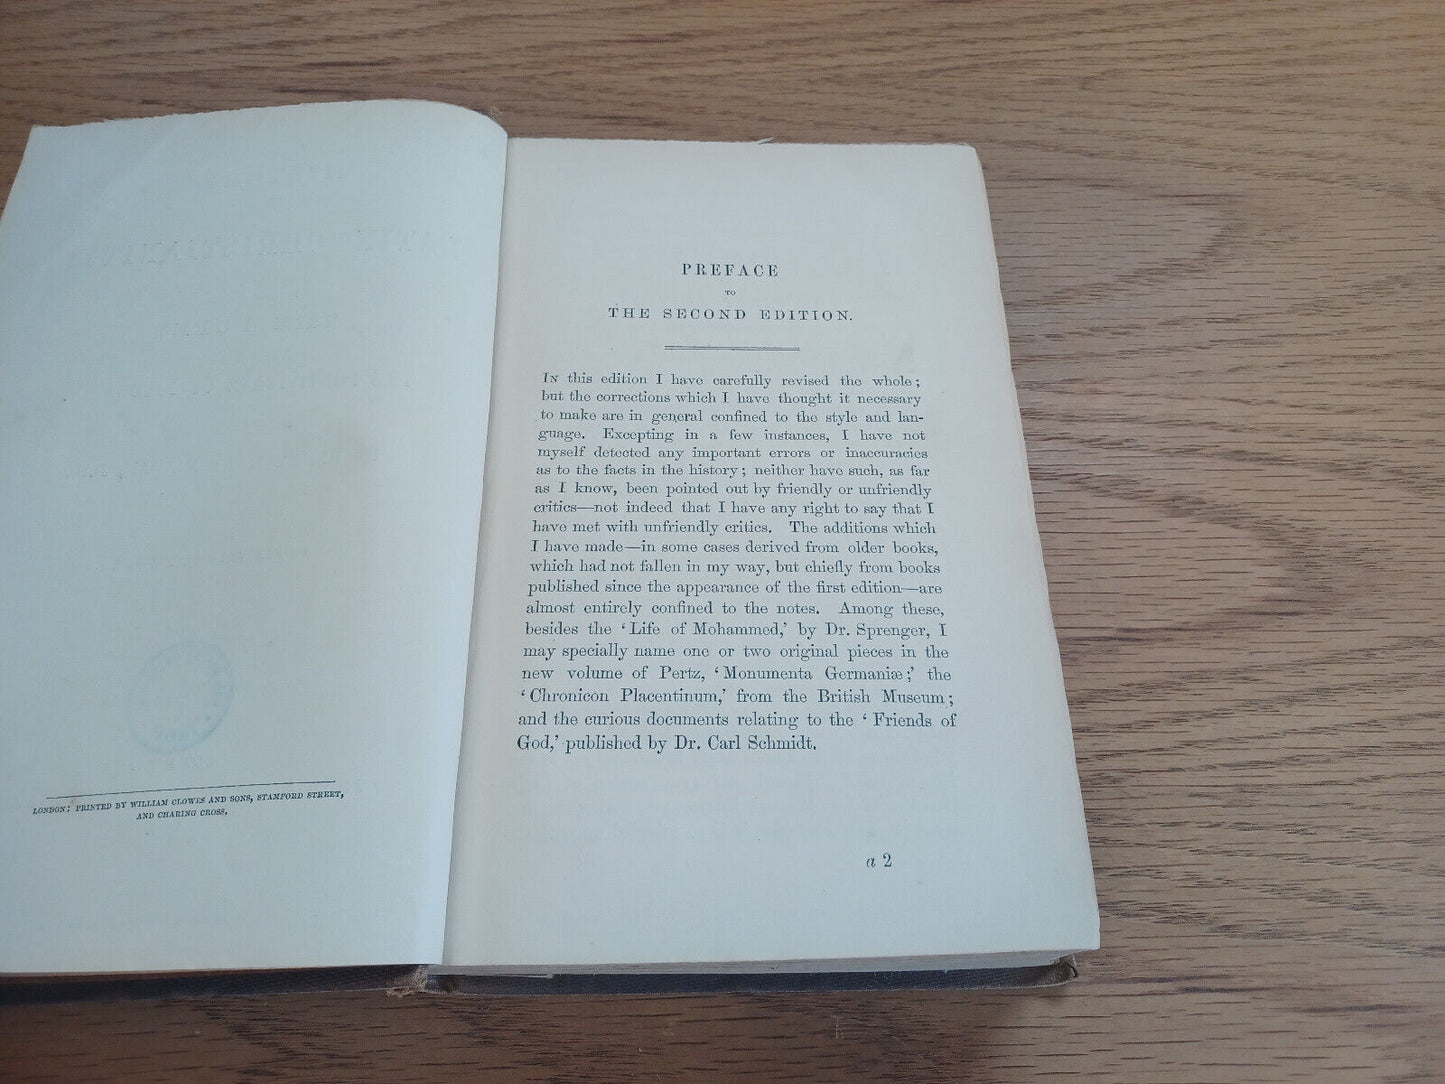 LONDON: PRINTED BY WILLIAM CLOWES AND SONS, STAMFORD STREET,
AND CHARING CROSS.
PREFACE
TO
THE SECOND EDITION.
In this edition I have carefully revised the whole;
but the corrections which I have thought it necessary
to make are in general confined to the style and lan-
guage. Excepting in a few instances, I have not
myself detected any important errors or inaccuracies
as to the facts in the history; neither have such, as far
as I know, been pointed out by friendly or unfriendly
critics—not indeed that I have any right to say that I
have met with unfriendly critics. The additions which
I have made—in some cases derived from older books,
which had not fallen in my way, but chiefly from books
published since the appearance of the first edition—are
almost entirely confined to the notes. Among these,
besides the ‘Life of Mohammed,’ by Dr. Sprenger, I
may specially name one or two original pieces in the
new volume of Pertz, ‘Monumenta Germaniæ;’ the
‘Chronicon Placentinum,’ from the British Museum;
and the curious documents relating to the ‘Friends of
God,’ published by Dr. Carl Schmidt.
a 2